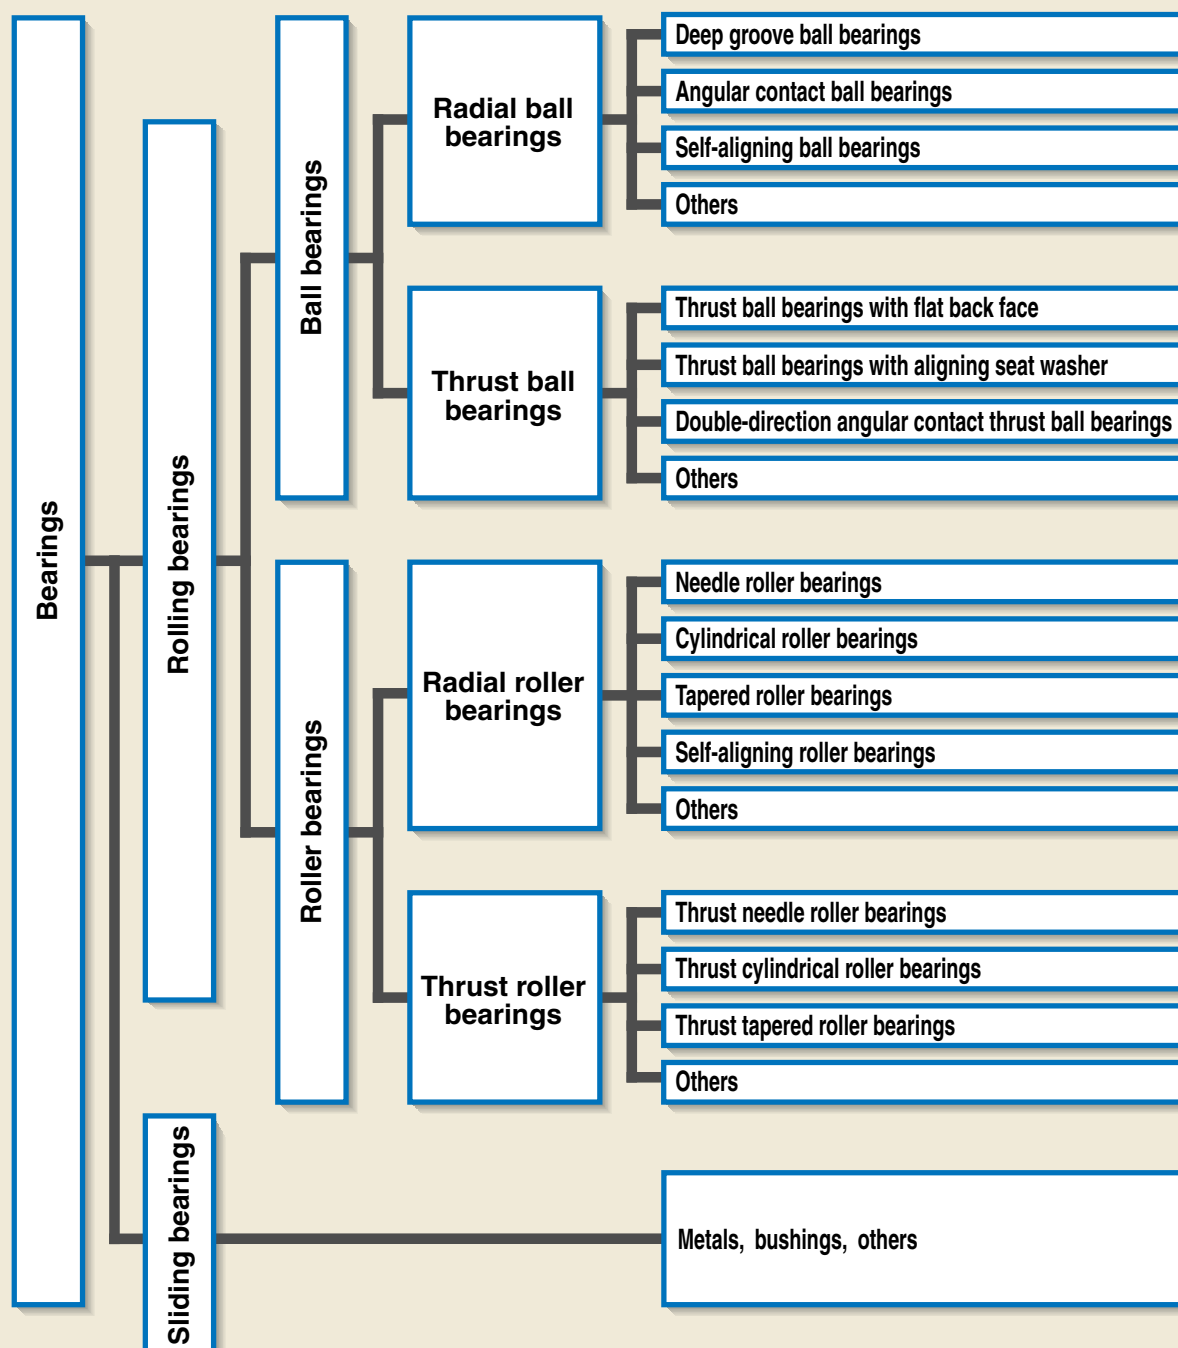 Bearings
Rolling bearings
Ball bearings
Radial ball
bearings
Deep groove ball bearings
Angular contact ball bearings
Self-aligning ball bearings
Others
Thrust ball
bearings
Thrust ball bearings with flat back face
Thrust ball bearings with aligning seat washer
Double-direction angular contact thrust ball bearings
Others
Roller bearings
Radial roller
bearings
Needle roller bearings
Cylindrical roller bearings
Tapered roller bearings
Self-aligning roller bearings
Others
Thrust roller
bearings
Thrust needle roller bearings
Thrust cylindrical roller bearings
Thrust tapered roller bearings
Others
Sliding bearings
Metals, bushings, others